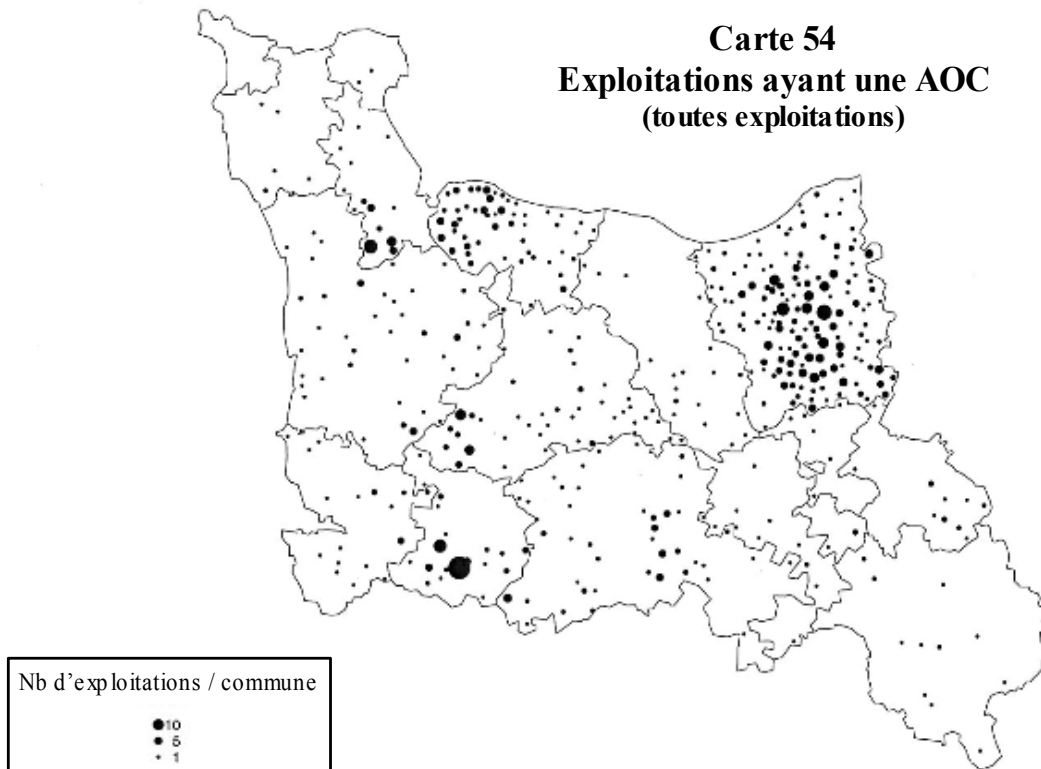 Carte 54
Exploitations ayant une AOC
(toutes exploitations)
Nb d'exploitations / commune
10
5
1